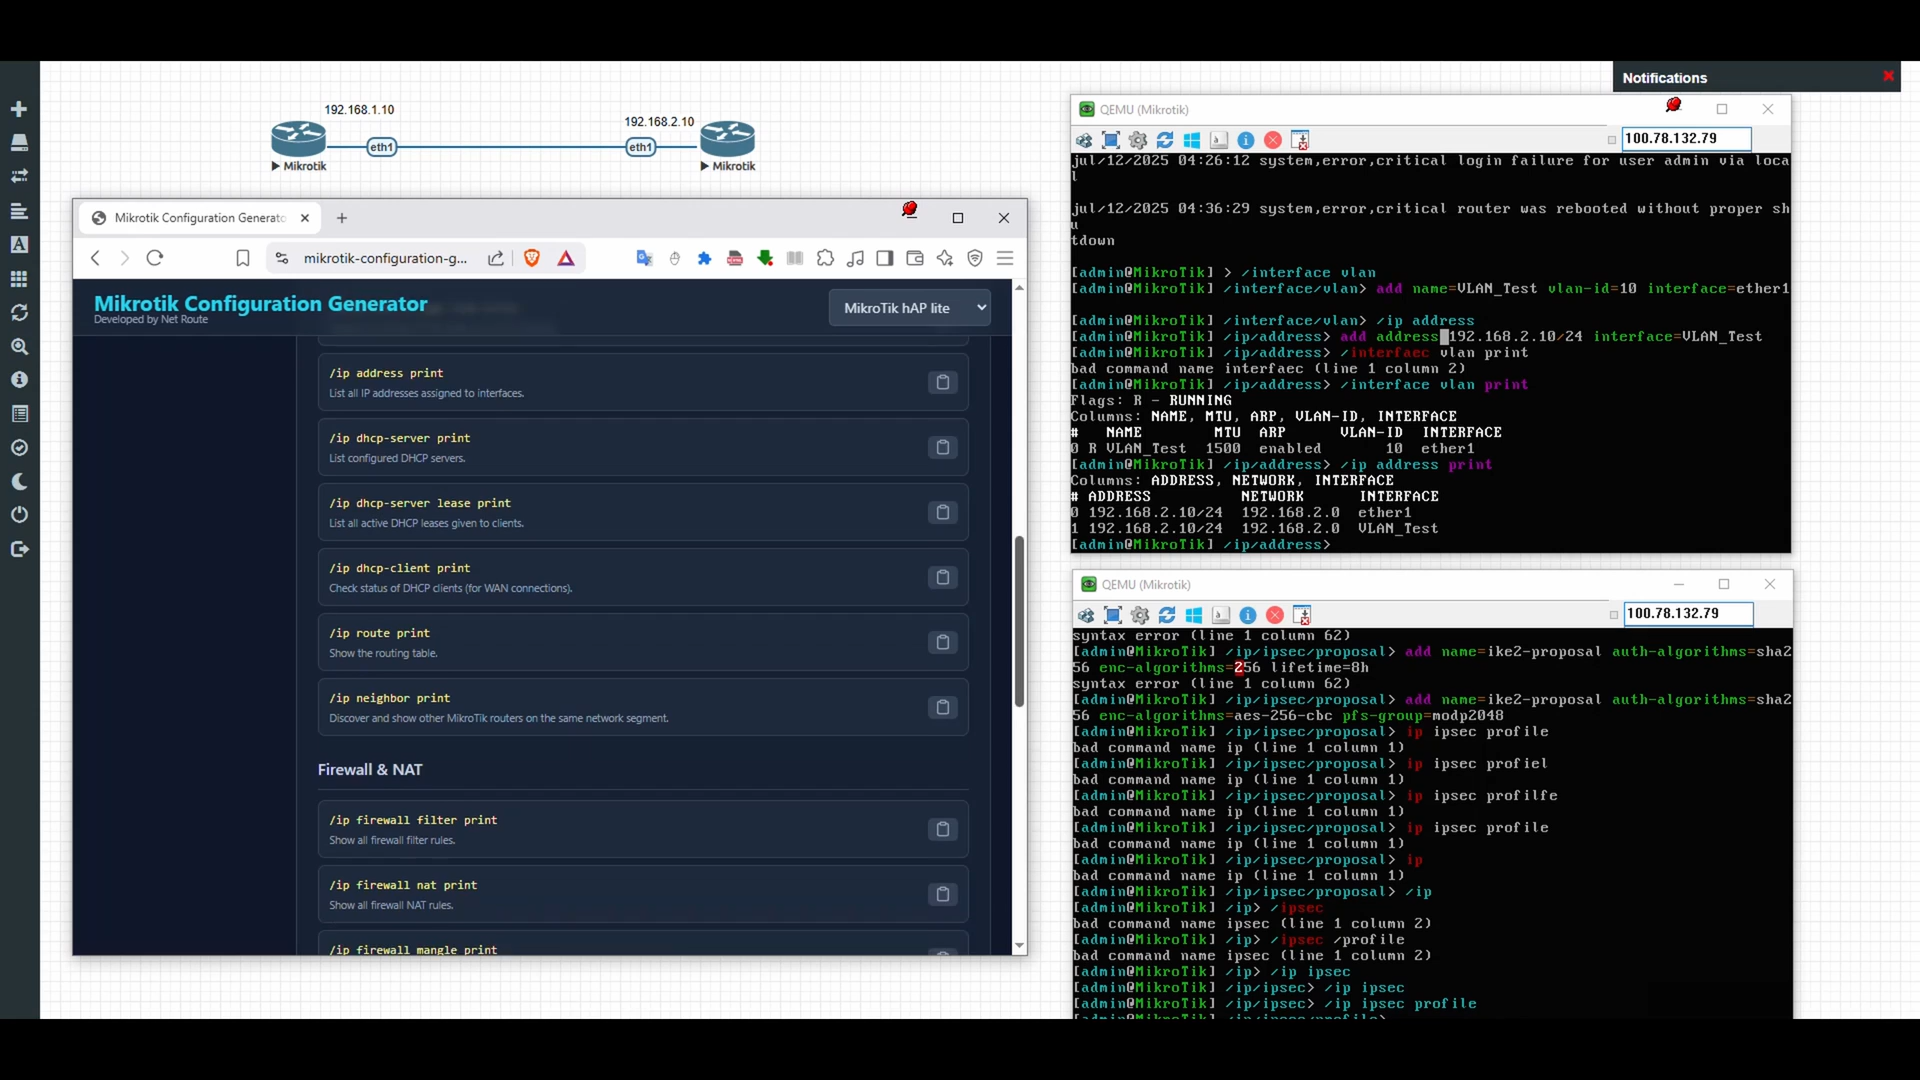 Notifications
192.168.1.10
192.168.2.10
eth1
eth1
Mikrotik
Mikrotik
Mikrotik Configuration Generato
mikrotik-configuration-g...
Mikrotik Configuration Generator
Developed by Net Route
MikroTik hAP lite
/ip address print
List all IP addresses assigned to interfaces.
/ip dhcp-server print
List configured DHCP servers.
/ip dhcp-server lease print
List all active DHCP leases given to clients.
/ip dhcp-client print
Check status of DHCP clients (for WAN connections).
/ip route print
Show the routing table.
/ip neighbor print
Discover and show other MikroTik routers on the same network segment.
Firewall & NAT
/ip firewall filter print
Show all firewall filter rules.
/ip firewall nat print
Show all firewall NAT rules.
/ip firewall mangle print
QEMU (Mikrotik)
100.78.132.79
jul/12/2025 04:26:12 system,error,critical login failure for user admin via loca
l
jul/12/2025 04:36:29 system,error,critical router was rebooted without proper sh
u
tdown
[admin@MikroTik] > /interface vlan
[admin@MikroTik] /interface/vlan> add name=VLAN_Test vlan-id=10 interface=ether1
[admin@MikroTik] /interface/vlan> /ip address
[admin@MikroTik] /ip/address> add address 192.168.2.10/24 interface=VLAN_Test
[admin@MikroTik] /ip/address> /interfaec vlan print
bad command name interfaec (line 1 column 2)
[admin@MikroTik] /ip/address> /interface vlan print
Flags: R - RUNNING
Columns: NAME, MTU, ARP, VLAN-ID, INTERFACE
# NAME MTU ARP VLAN-ID INTERFACE
0 R VLAN_Test 1500 enabled 10 ether1
[admin@MikroTik] /ip/address> /ip address print
Columns: ADDRESS, NETWORK, INTERFACE
# ADDRESS NETWORK INTERFACE
0 192.168.2.10/24 192.168.2.0 ether1
1 192.168.2.10/24 192.168.2.0 VLAN_Test
[admin@MikroTik] /ip/address>
QEMU (Mikrotik)
100.78.132.79
syntax error (line 1 column 62)
[admin@MikroTik] /ip/ipsec/proposal> add name=ike2-proposal auth-algorithms=sha2
56 enc-algorithms=256 lifetime=8h
syntax error (line 1 column 62)
[admin@MikroTik] /ip/ipsec/proposal> add name=ike2-proposal auth-algorithms=sha2
56 enc-algorithms=aes-256-cbc pfs-group=modp2048
[admin@MikroTik] /ip/ipsec/proposal> ip ipsec profile
bad command name ip (line 1 column 1)
[admin@MikroTik] /ip/ipsec/proposal> ip ipsec profiel
bad command name ip (line 1 column 1)
[admin@MikroTik] /ip/ipsec/proposal> ip ipsec profilfe
bad command name ip (line 1 column 1)
[admin@MikroTik] /ip/ipsec/proposal> ip ipsec profile
bad command name ip (line 1 column 1)
[admin@MikroTik] /ip/ipsec/proposal> ip
bad command name ip (line 1 column 1)
[admin@MikroTik] /ip/ipsec/proposal> /ip
[admin@MikroTik] /ip> /ipsec
bad command name ipsec (line 1 column 2)
[admin@MikroTik] /ip> /ipsec /profile
bad command name ipsec (line 1 column 2)
[admin@MikroTik] /ip> /ip ipsec
[admin@MikroTik] /ip/ipsec> /ip ipsec
[admin@MikroTik] /ip/ipsec> /ip ipsec profile
[admin@MikroTik] /ip/ipsec/profile>